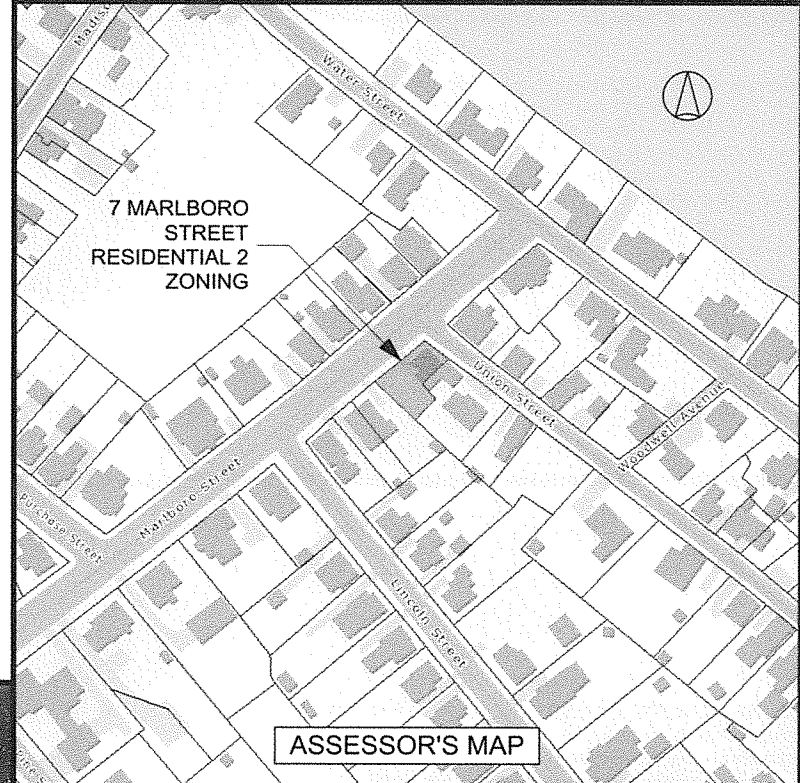 Madiso
Water Street
7 MARLBORO
STREET
RESIDENTIAL 2
ZONING
Union Street
Woodwell Avenue
Marlboro Street
Purchase Street
Lincoln Street
ASSESSOR'S MAP